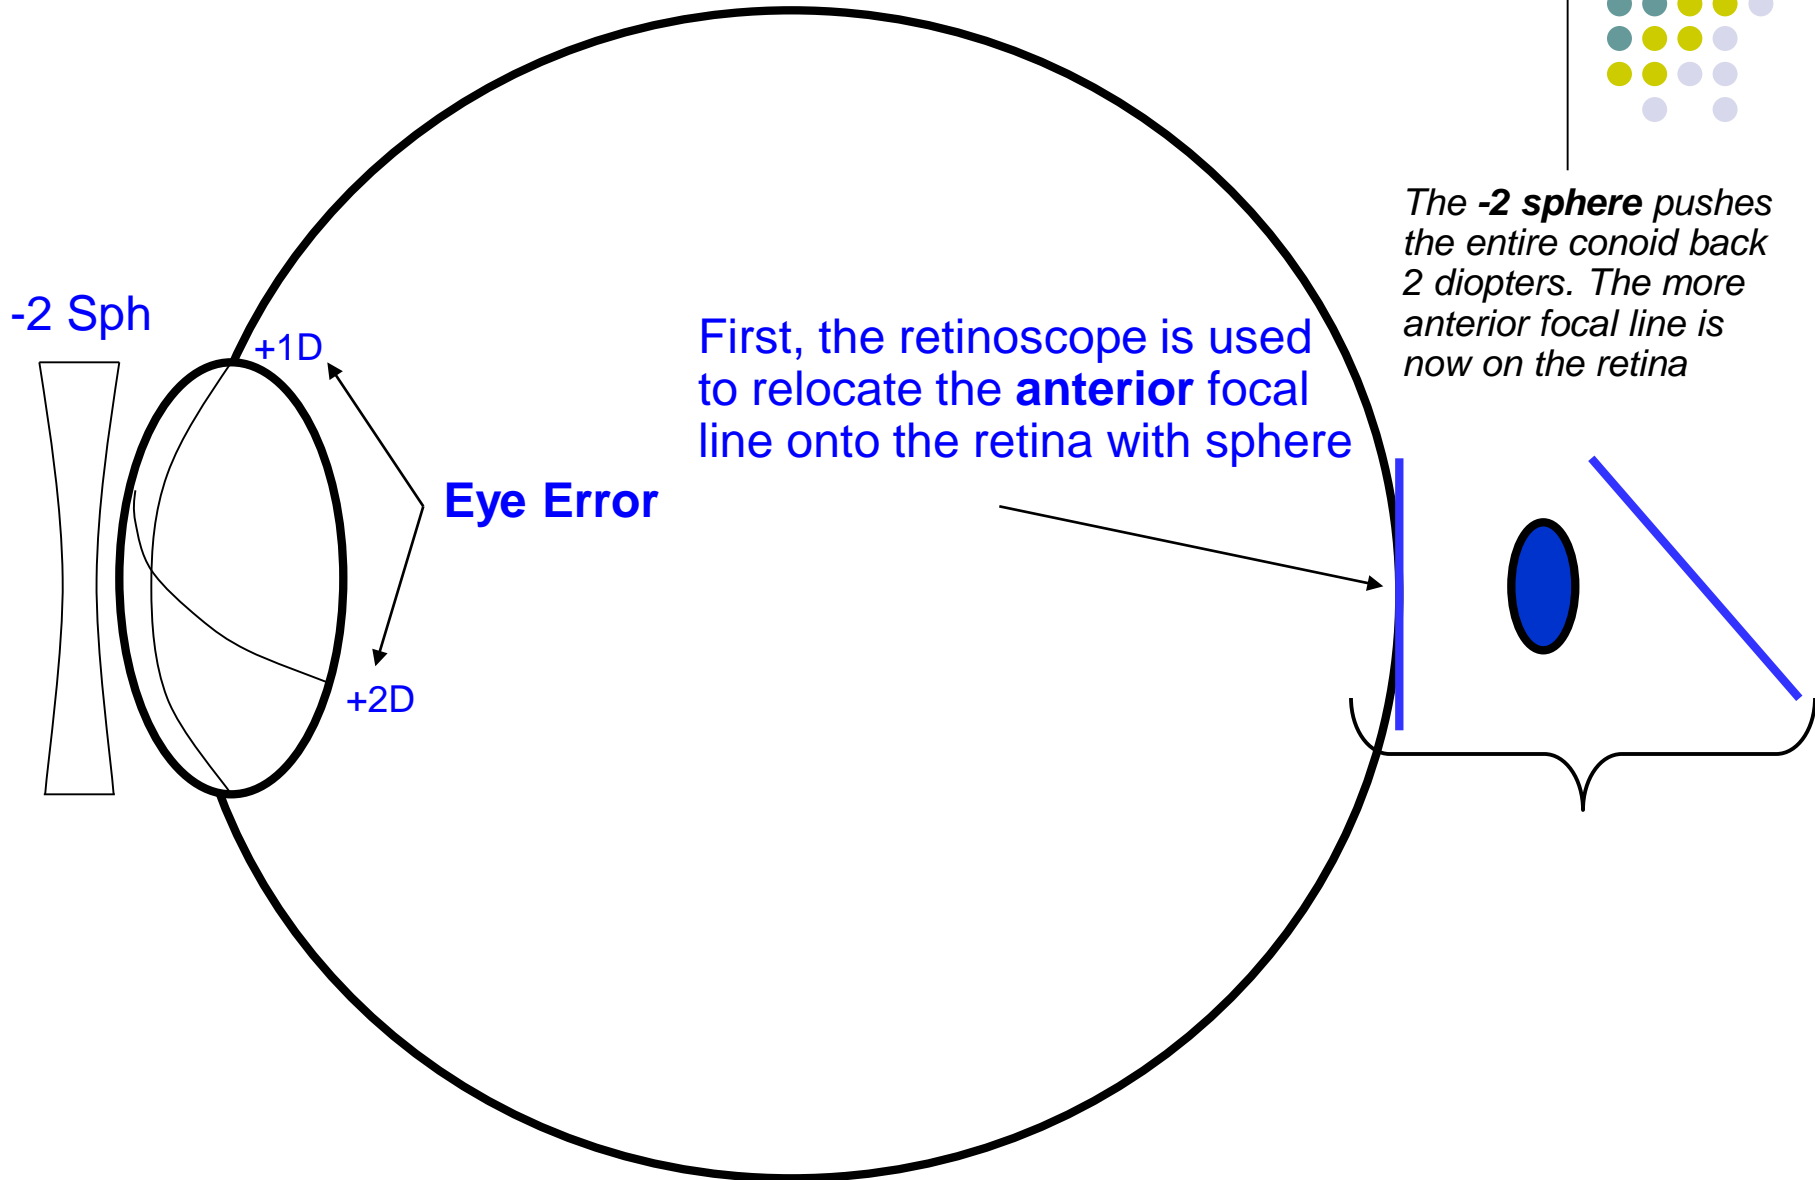 The -2 sphere pushes
the entire conoid back
2 diopters. The more
anterior focal line is
now on the retina
-2 Sph
+1D
First, the retinoscope is used
to relocate the anterior focal
line onto the retina with sphere
Eye Error
+2D